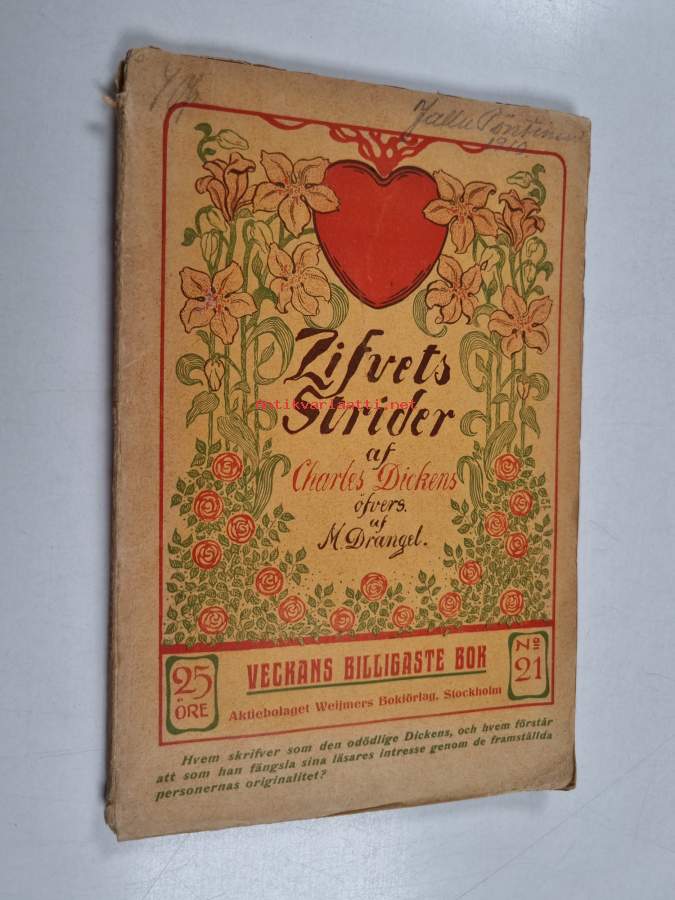 1910.
Lifvets
antikvariaatti.net
Strider
af
Charles Dickens
öfvers.
af
M. Drangel.
25
ÖRE
VECKANS BILLIGASTE BOK
Aktiebolaget Weijmers Bokförlag, Stockholm
No
21
Hvem skrifver som den odödlige Dickens, och hvem förstår
att som han fängsla sina läsares intresse genom de framställda
personernas originalitet?